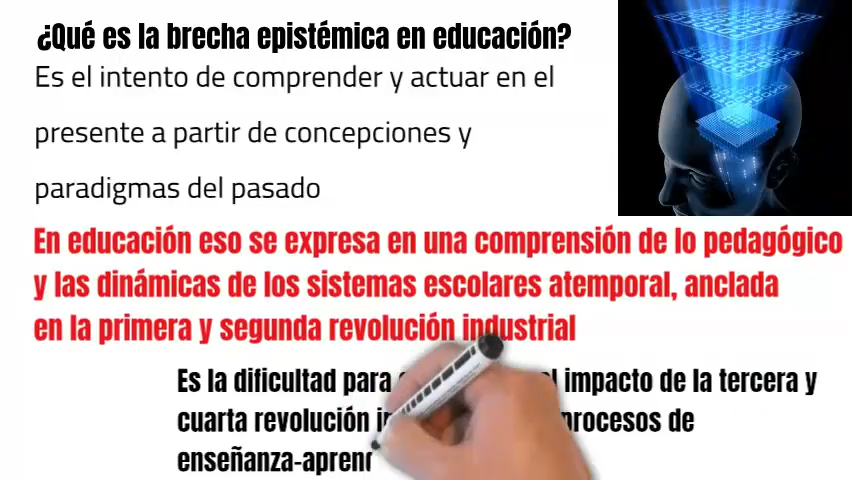 ¿Qué es la brecha epistémica en educación?
Es el intento de comprender y actuar en el
presente a partir de concepciones y
paradigmas del pasado
En educación eso se expresa en una comprensión de lo pedagógico
y las dinámicas de los sistemas escolares atemporal, anclada
en la primera y segunda revolución industrial
Es la dificultad para impacto de la tercera y
cuarta revolución procesos de
enseñanza-apren